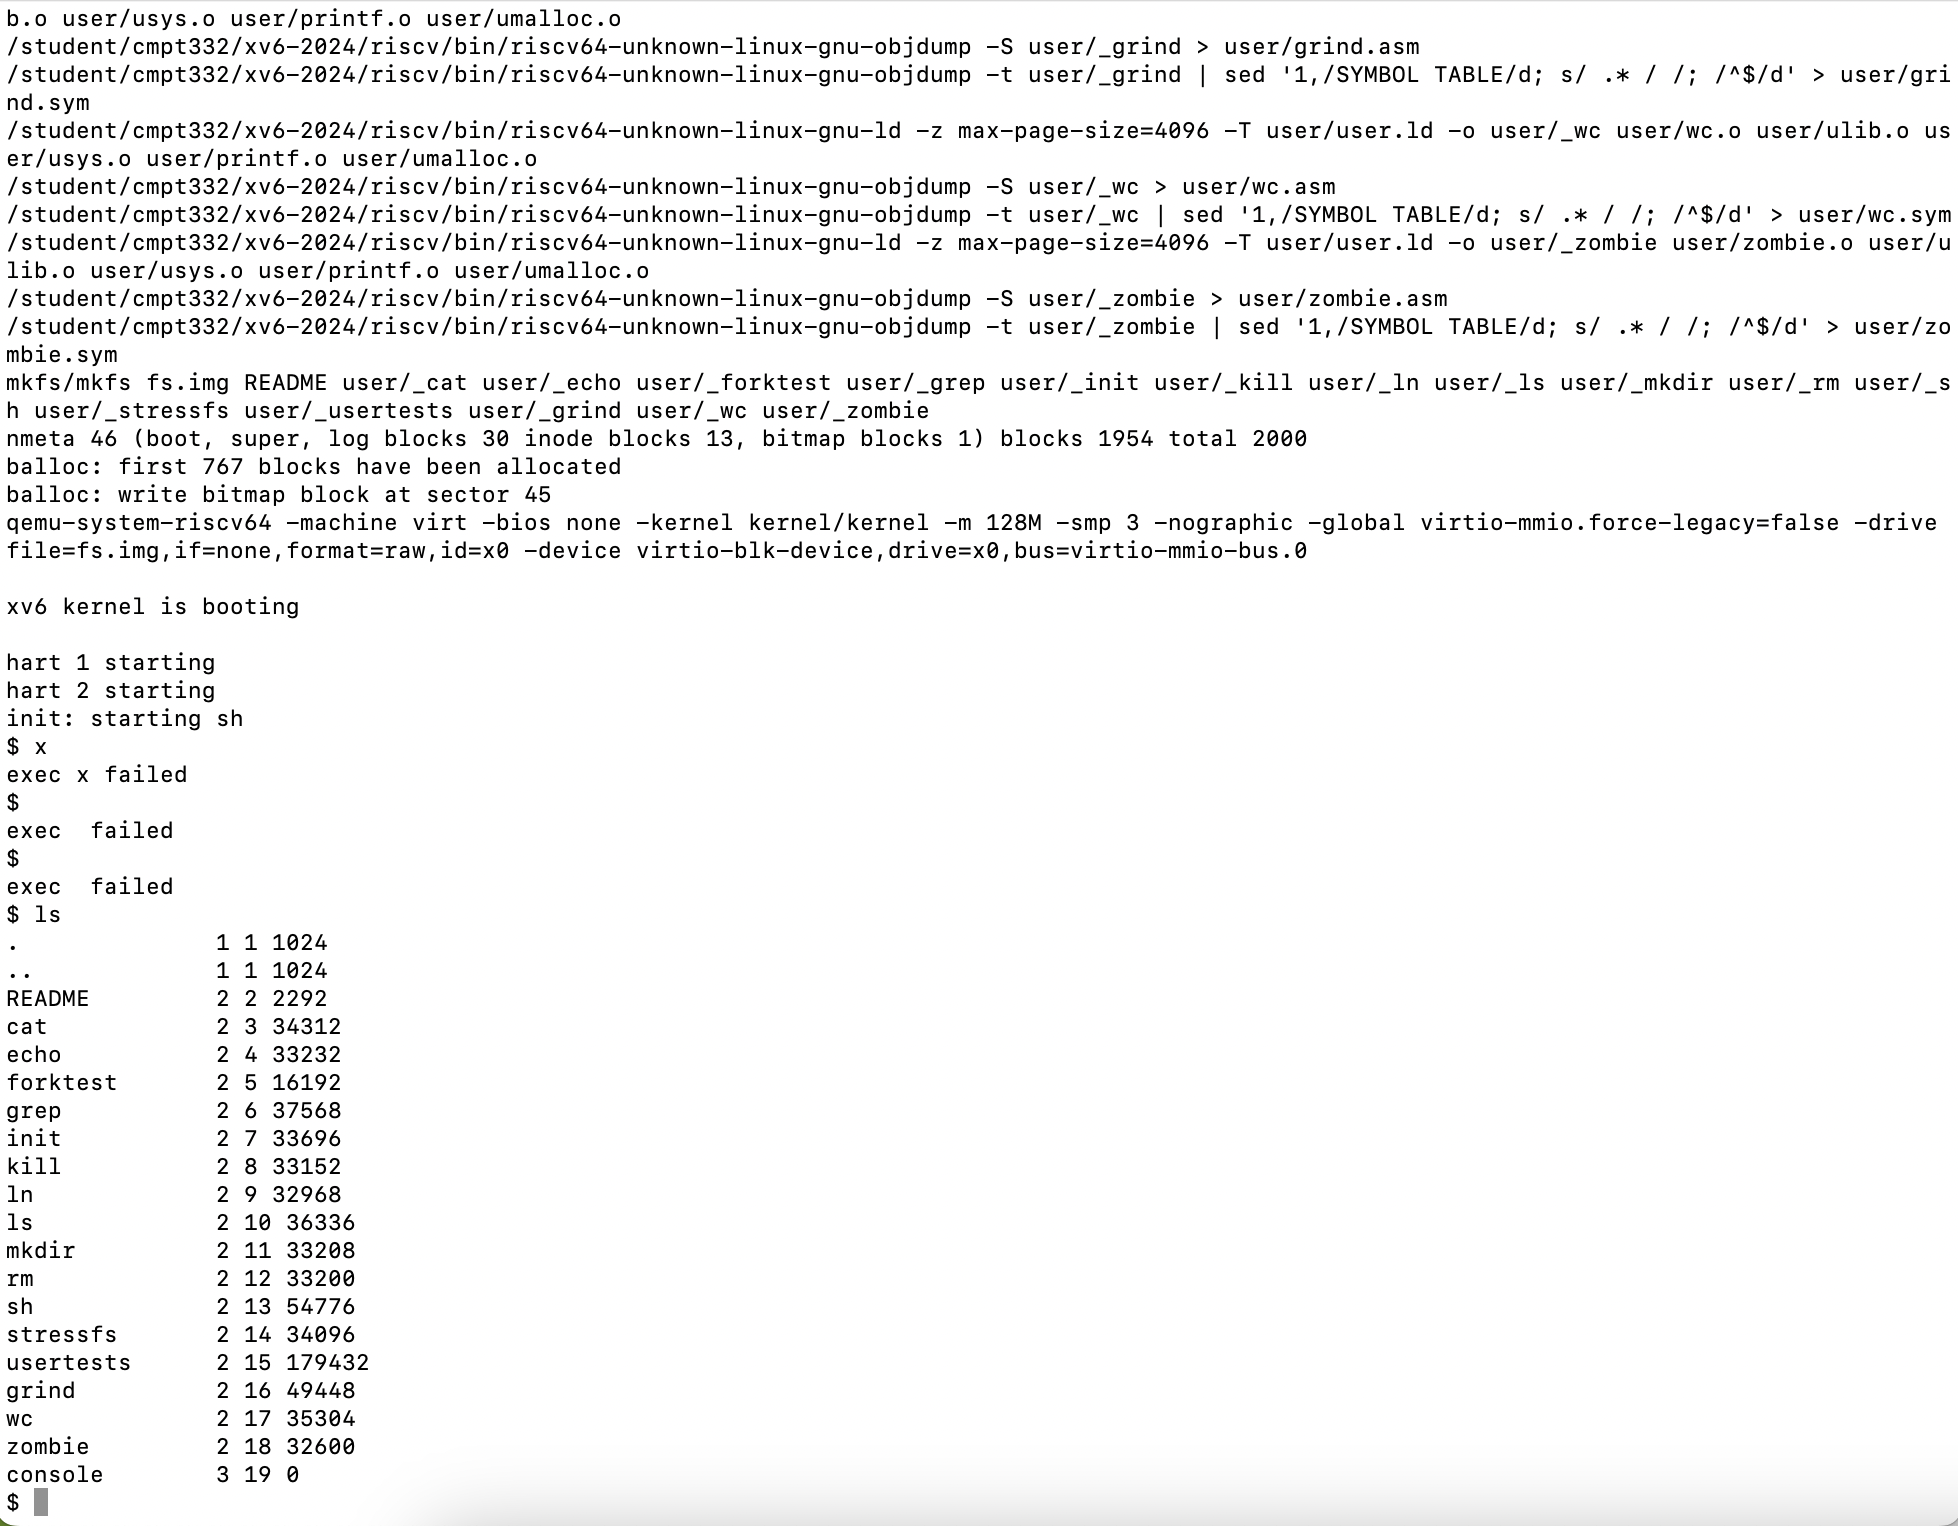 b.o user/usys.o user/printf.o user/umalloc.o
/student/cmpt332/xv6-2024/riscv/bin/riscv64-unknown-linux-gnu-objdump -S user/_grind > user/grind.asm
/student/cmpt332/xv6-2024/riscv/bin/riscv64-unknown-linux-gnu-objdump -t user/_grind | sed '1,/SYMBOL TABLE/d; s/ .* / /; /^$/d' > user/gri
nd.sym
/student/cmpt332/xv6-2024/riscv/bin/riscv64-unknown-linux-gnu-ld -z max-page-size=4096 -T user/user.ld -o user/_wc user/wc.o user/ulib.o us
er/usys.o user/printf.o user/umalloc.o
/student/cmpt332/xv6-2024/riscv/bin/riscv64-unknown-linux-gnu-objdump -S user/_wc > user/wc.asm
/student/cmpt332/xv6-2024/riscv/bin/riscv64-unknown-linux-gnu-objdump -t user/_wc | sed '1,/SYMBOL TABLE/d; s/ .* / /; /^$/d' > user/wc.sym
/student/cmpt332/xv6-2024/riscv/bin/riscv64-unknown-linux-gnu-ld -z max-page-size=4096 -T user/user.ld -o user/_zombie user/zombie.o user/u
lib.o user/usys.o user/printf.o user/umalloc.o
/student/cmpt332/xv6-2024/riscv/bin/riscv64-unknown-linux-gnu-objdump -S user/_zombie > user/zombie.asm
/student/cmpt332/xv6-2024/riscv/bin/riscv64-unknown-linux-gnu-objdump -t user/_zombie | sed '1,/SYMBOL TABLE/d; s/ .* / /; /^$/d' > user/zo
mbie.sym
mkfs/mkfs fs.img README user/_cat user/_echo user/_forktest user/_grep user/_init user/_kill user/_ln user/_ls user/_mkdir user/_rm user/_s
h user/_stressfs user/_usertests user/_grind user/_wc user/_zombie
nmeta 46 (boot, super, log blocks 30 inode blocks 13, bitmap blocks 1) blocks 1954 total 2000
balloc: first 767 blocks have been allocated
balloc: write bitmap block at sector 45
qemu-system-riscv64 -machine virt -bios none -kernel kernel/kernel -m 128M -smp 3 -nographic -global virtio-mmio.force-legacy=false -drive
file=fs.img,if=none,format=raw,id=x0 -device virtio-blk-device,drive=x0,bus=virtio-mmio-bus.0

xv6 kernel is booting

hart 1 starting
hart 2 starting
init: starting sh
$ x
exec x failed
$
exec  failed
$
exec  failed
$ ls
.              1 1 1024
..             1 1 1024
README         2 2 2292
cat            2 3 34312
echo           2 4 33232
forktest       2 5 16192
grep           2 6 37568
init           2 7 33696
kill           2 8 33152
ln             2 9 32968
ls             2 10 36336
mkdir          2 11 33208
rm             2 12 33200
sh             2 13 54776
stressfs       2 14 34096
usertests      2 15 179432
grind          2 16 49448
wc             2 17 35304
zombie         2 18 32600
console        3 19 0
$